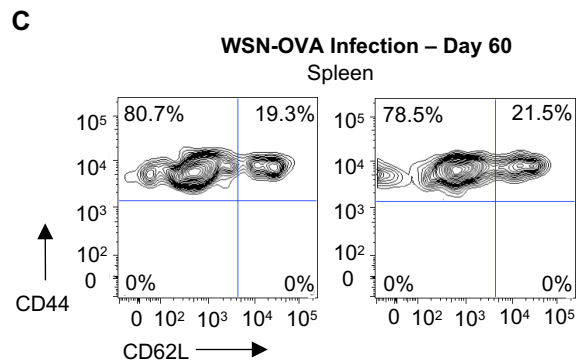 C
WSN-OVA Infection – Day 60
Spleen
80.7% 19.3% 78.5% 21.5%
10⁵ 10⁵
10⁴ 10⁴
10³ 10³
10² 10²
0 0
0% 0% 0% 0%
CD44
0 10² 10³ 10⁴ 10⁵ 0 10² 10³ 10⁴ 10⁵
CD62L